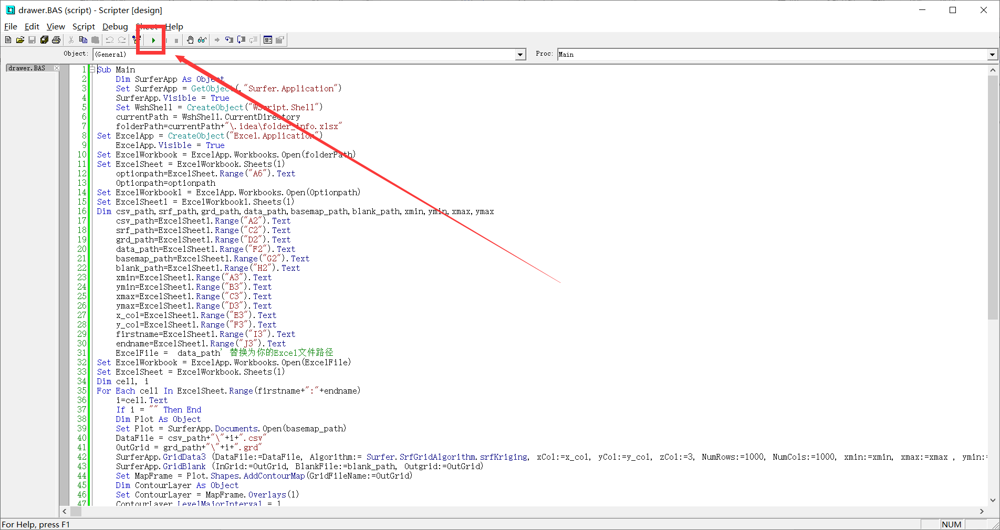 drawer.BAS (script) - Scripter [design]
File Edit View Script Debug Sheet Help
Object: (General) Proc: Main
drawer.BAS
1 Sub Main
2 Dim SurferApp As Object
3 Set SurferApp = GetObject(,"Surfer.Application")
4 SurferApp.Visible = True
5 Set WshShell = CreateObject("WScript.Shell")
6 currentPath = WshShell.CurrentDirectory
7 folderPath=currentPath+"\.idea\folder_info.xlsx"
8 Set ExcelApp = CreateObject("Excel.Application")
9 ExcelApp.Visible = True
10 Set ExcelWorkbook = ExcelApp.Workbooks.Open(folderPath)
11 Set ExcelSheet = ExcelWorkbook.Sheets(1)
12 optionpath=ExcelSheet.Range("A6").Text
13 Optionpath=optionpath
14 Set ExcelWorkbook1 = ExcelApp.Workbooks.Open(Optionpath)
15 Set ExcelSheet1 = ExcelWorkbook1.Sheets(1)
16 Dim csv_path,srf_path,grd_path,data_path,basemap_path,blank_path,xmin,ymin,xmax,ymax
17 csv_path=ExcelSheet1.Range("A2").Text
18 srf_path=ExcelSheet1.Range("C2").Text
19 grd_path=ExcelSheet1.Range("D2").Text
20 data_path=ExcelSheet1.Range("F2").Text
21 basemap_path=ExcelSheet1.Range("G2").Text
22 blank_path=ExcelSheet1.Range("H2").Text
23 xmin=ExcelSheet1.Range("A3").Text
24 ymin=ExcelSheet1.Range("B3").Text
25 xmax=ExcelSheet1.Range("C3").Text
26 ymax=ExcelSheet1.Range("D3").Text
27 x_col=ExcelSheet1.Range("E3").Text
28 y_col=ExcelSheet1.Range("F3").Text
29 firstname=ExcelSheet1.Range("I3").Text
30 endname=ExcelSheet1.Range("J3").Text
31 ExcelFile = data_path' 替换为你的Excel文件路径
32 Set ExcelWorkbook = ExcelApp.Workbooks.Open(ExcelFile)
33 Set ExcelSheet = ExcelWorkbook.Sheets(1)
34 Dim cell, i
35 For Each cell In ExcelSheet.Range(firstname+":"+endname)
36 i=cell.Text
37 If i = "" Then End
38 Dim Plot As Object
39 Set Plot = SurferApp.Documents.Open(basemap_path)
40 DataFile = csv_path+"\"+i+".csv"
41 OutGrid = grd_path+"\"+i+".grd"
42 SurferApp.GridData3 (DataFile:=DataFile, Algorithm:= Surfer.SrfGridAlgorithm.srfKriging, xCol:=x_col, yCol:=y_col, zCol:=3, NumRows:=1000, NumCols:=1000, xmin:=xmin, xmax:=xmax , ymin:=
43 SurferApp.GridBlank (InGrid:=OutGrid, BlankFile:=blank_path, Outgrid:=OutGrid)
44 Set MapFrame = Plot.Shapes.AddContourMap(GridFileName:=OutGrid)
45 Dim ContourLayer As Object
46 Set ContourLayer = MapFrame.Overlays(1)
47 ContourLayer.LevelMajorInterval = 1
For Help, press F1 NUM